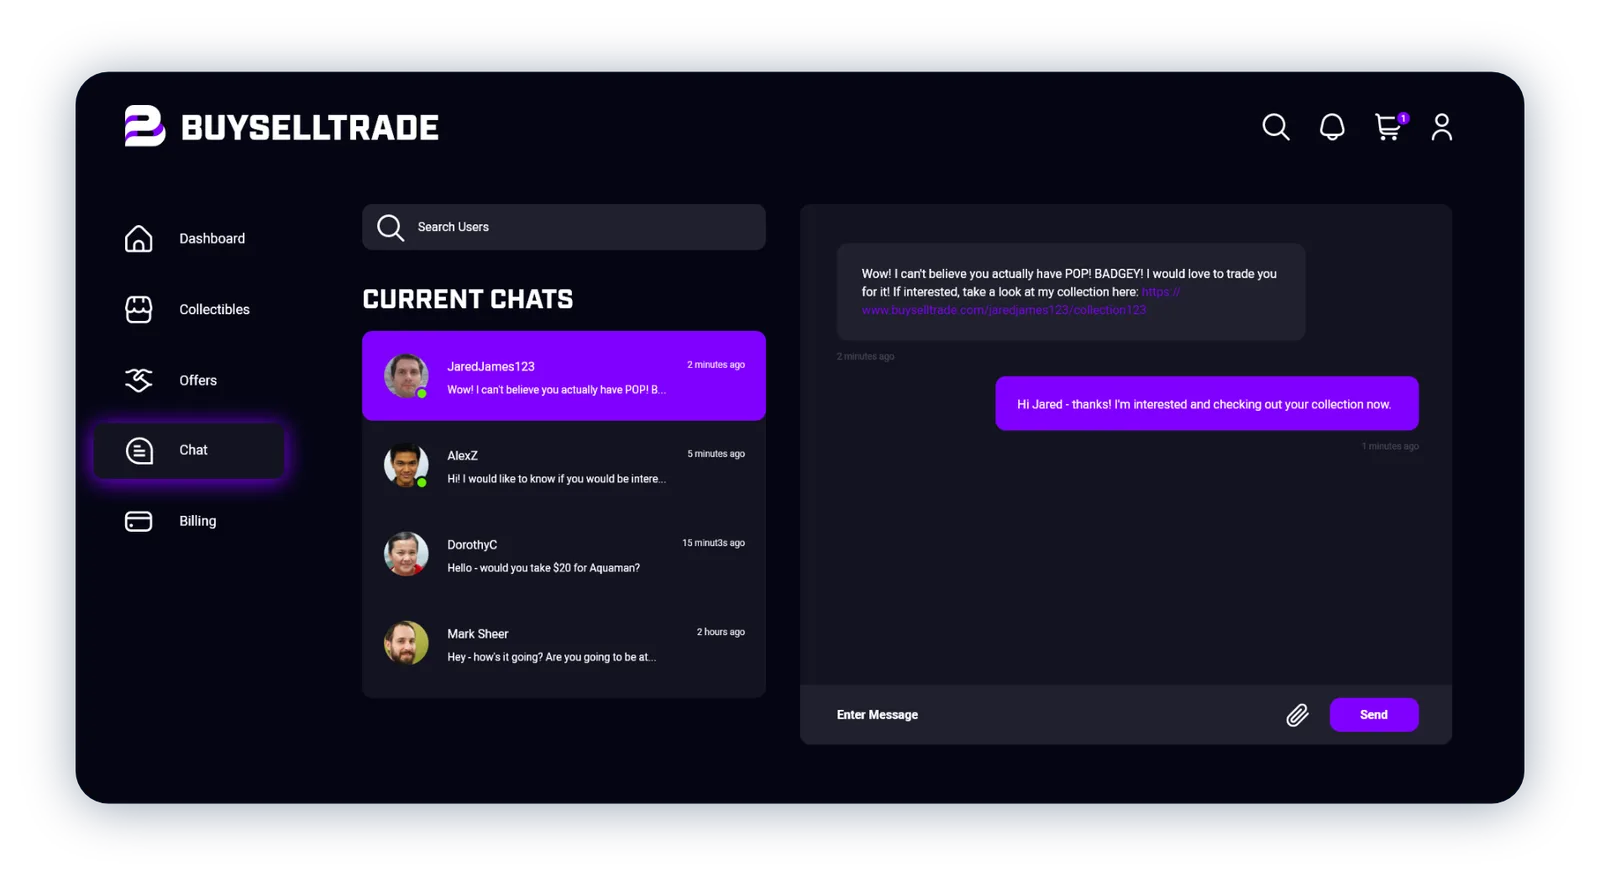 BUYSELLTRADE
1
Dashboard
Collectibles
Offers
Chat
Billing
Search Users
CURRENT CHATS
JaredJames123
2 minutes ago
Wow! I can't believe you actually have POP! B...
AlexZ
5 minutes ago
Hi! I would like to know if you would be intere...
DorothyC
15 minut3s ago
Hello - would you take $20 for Aquaman?
Mark Sheer
2 hours ago
Hey - how's it going? Are you going to be at...
Wow! I can't believe you actually have POP! BADGEY! I would love to trade you
for it! If interested, take a look at my collection here: https://
www.buyselltrade.com/jaredjames123/collection123
2 minutes ago
Hi Jared - thanks! I'm interested and checking out your collection now.
1 minutes ago
Enter Message
Send